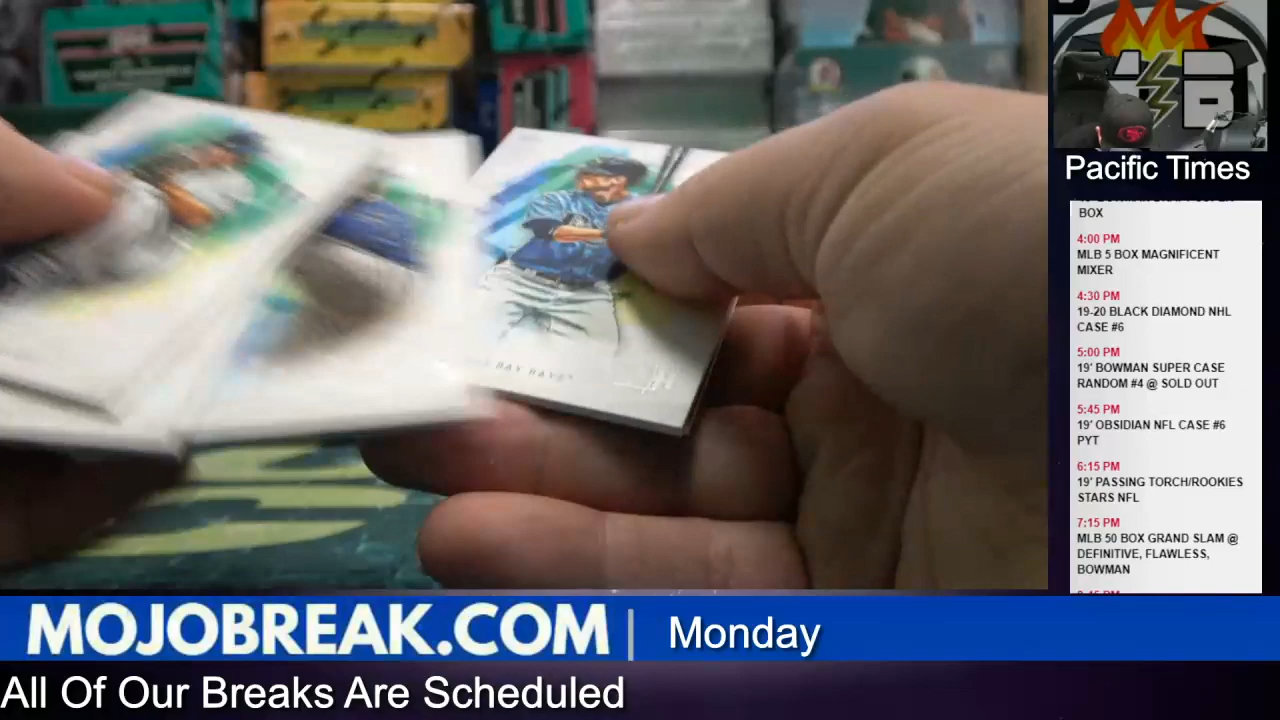 Pacific Times
BOX
4:00 PM
MLB 5 BOX MAGNIFICENT
MIXER
4:30 PM
19-20 BLACK DIAMOND NHL
CASE #6
5:00 PM
19' BOWMAN SUPER CASE
RANDOM #4 @ SOLD OUT
5:45 PM
19' OBSIDIAN NFL CASE #6
PYT
6:15 PM
19' PASSING TORCH/ROOKIES
STARS NFL
7:15 PM
MLB 50 BOX GRAND SLAM @
DEFINITIVE, FLAWLESS,
BOWMAN
BAY RAYS
MOJOBREAK.COM | Monday
All Of Our Breaks Are Scheduled